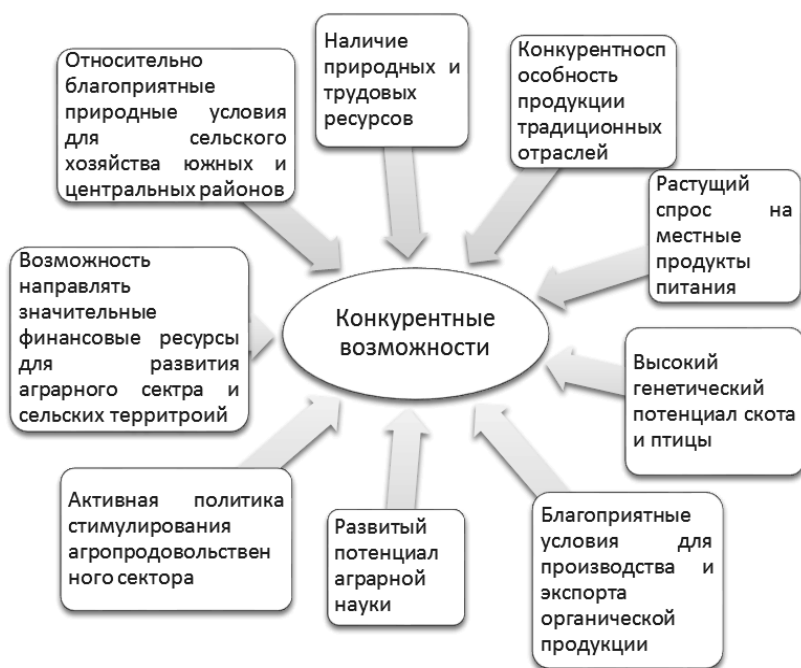 Относительно
благоприятные
природные условия
для сельского
хозяйства южных и
центральных районов
Наличие
природных и
трудовых
ресурсов
Конкурентносп
особность
продукции
традиционных
отраслей
Растущий
спрос на
местные
продукты
питания
Возможность
направлять
значительные
финансовые ресурсы
для развития
аграрного сектра и
сельских территроий
Конкурентные
возможности
Высокий
генетический
потенциал скота
и птицы
Активная политика
стимулирования
агропродовольствен
ного сектора
Развитый
потенциал
аграрной
науки
Благоприятные
условия для
производства и
экспорта
органической
продукции